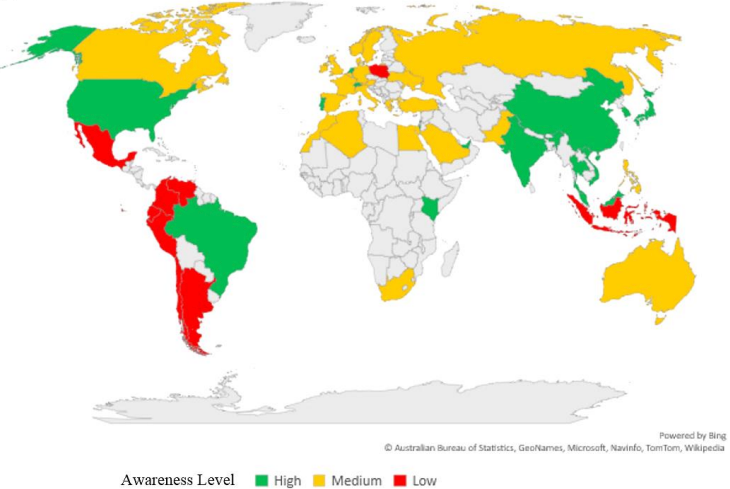 Powered by Bing
© Australian Bureau of Statistics, GeoNames, Microsoft, Navinfo, TomTom, Wikipedia
Awareness Level High Medium Low